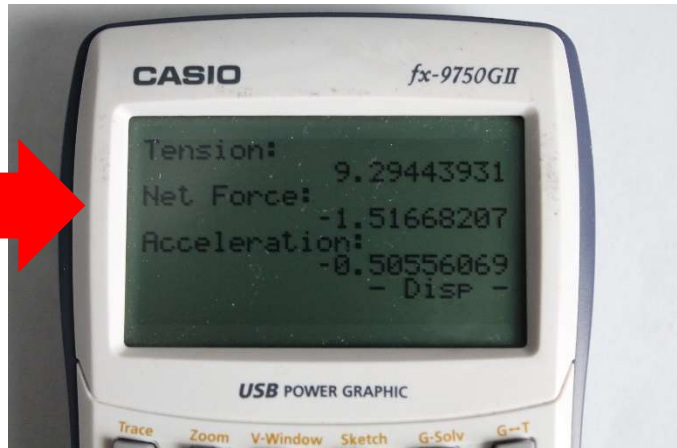 CASIO fx-9750GII
Tension:
9.29443931
Net Force:
-1.51668207
Acceleration:
-0.50556069
- Disp -
USB POWER GRAPHIC
Trace Zoom V-Window Sketch G-Solv G↔T